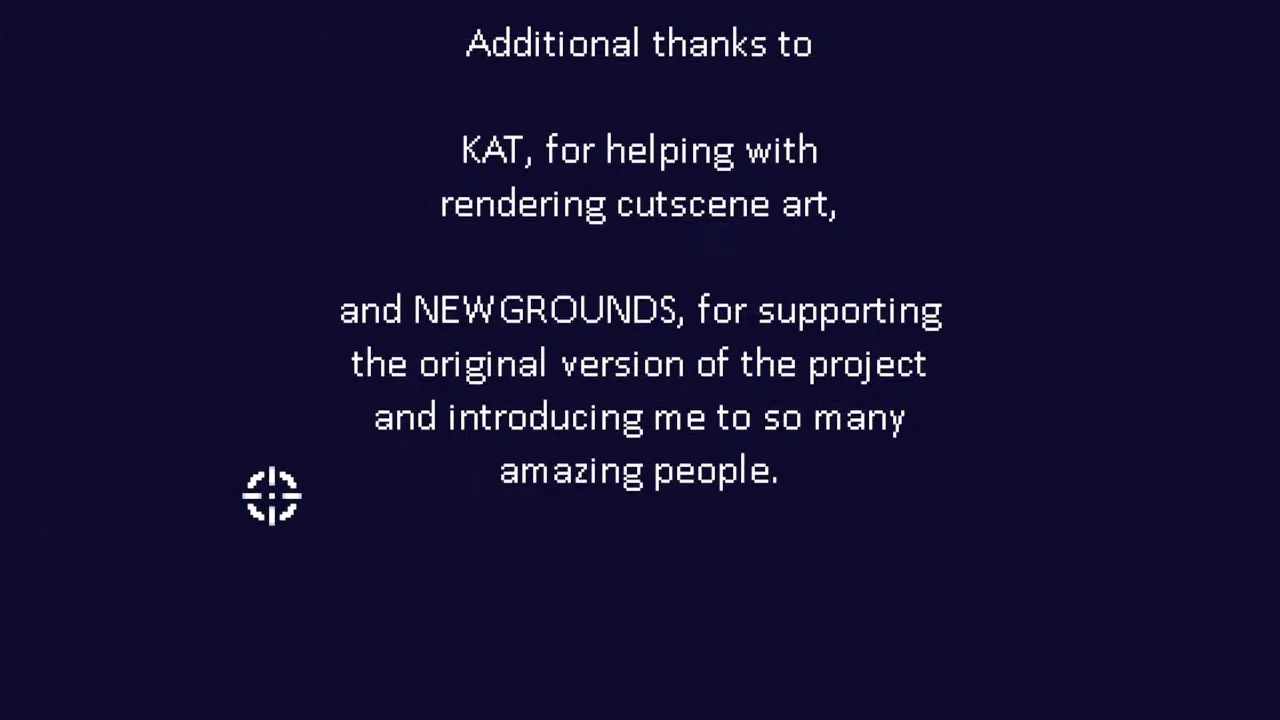 Additional thanks to
KAT, for helping with
rendering cutscene art,
and NEWGROUNDS, for supporting
the original version of the project
and introducing me to so many
amazing people.